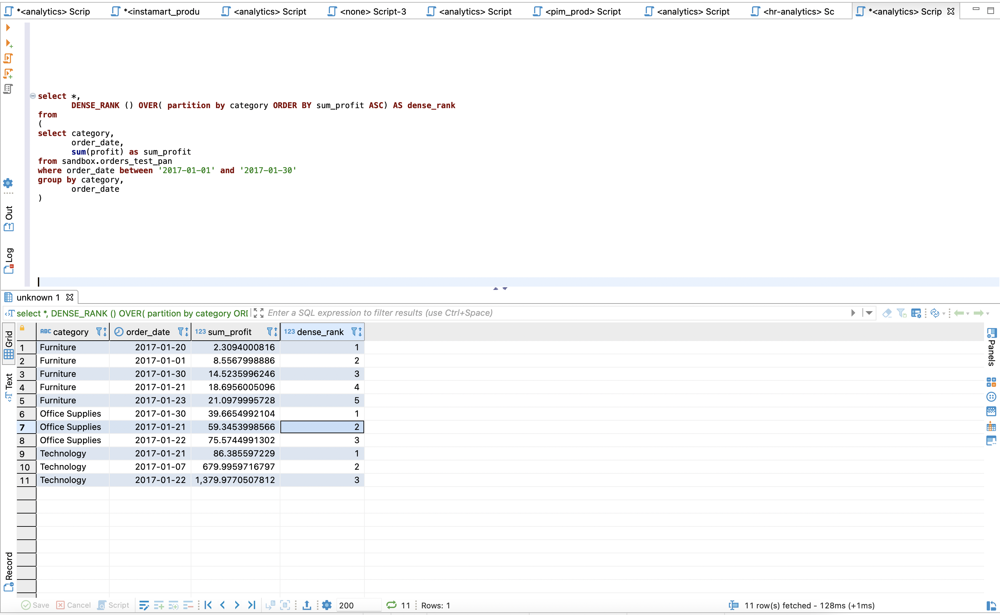 *<analytics> Scrip
*<instamart_produ
<analytics> Script
<none> Script-3
<analytics> Script
<pim_prod> Script
<analytics> Script
<hr-analytics> Sc
*<analytics> Scrip
select *,
DENSE_RANK () OVER( partition by category ORDER BY sum_profit ASC) AS dense_rank
from
(
select category,
order_date,
sum(profit) as sum_profit
from sandbox.orders_test_pan
where order_date between '2017-01-01' and '2017-01-30'
group by category,
order_date
)
Out
Log
unknown 1
select *, DENSE_RANK () OVER( partition by category ORD
Enter a SQL expression to filter results (use Ctrl+Space)
Grid
Text
Record
Panels
ABC category 123 order_date 123 sum_profit 123 dense_rank
1 Furniture 2017-01-20 2.3094000816 1
2 Furniture 2017-01-01 8.5567998886 2
3 Furniture 2017-01-30 14.5235996246 3
4 Furniture 2017-01-21 18.6956005096 4
5 Furniture 2017-01-23 21.0979995728 5
6 Office Supplies 2017-01-30 39.6654992104 1
7 Office Supplies 2017-01-21 59.3453998566 2
8 Office Supplies 2017-01-22 75.5744991302 3
9 Technology 2017-01-21 86.385597229 1
10 Technology 2017-01-07 679.9959716797 2
11 Technology 2017-01-22 1,379.9770507812 3
Save Cancel Script 200 11 Rows: 1 11 row(s) fetched - 128ms (+1ms)